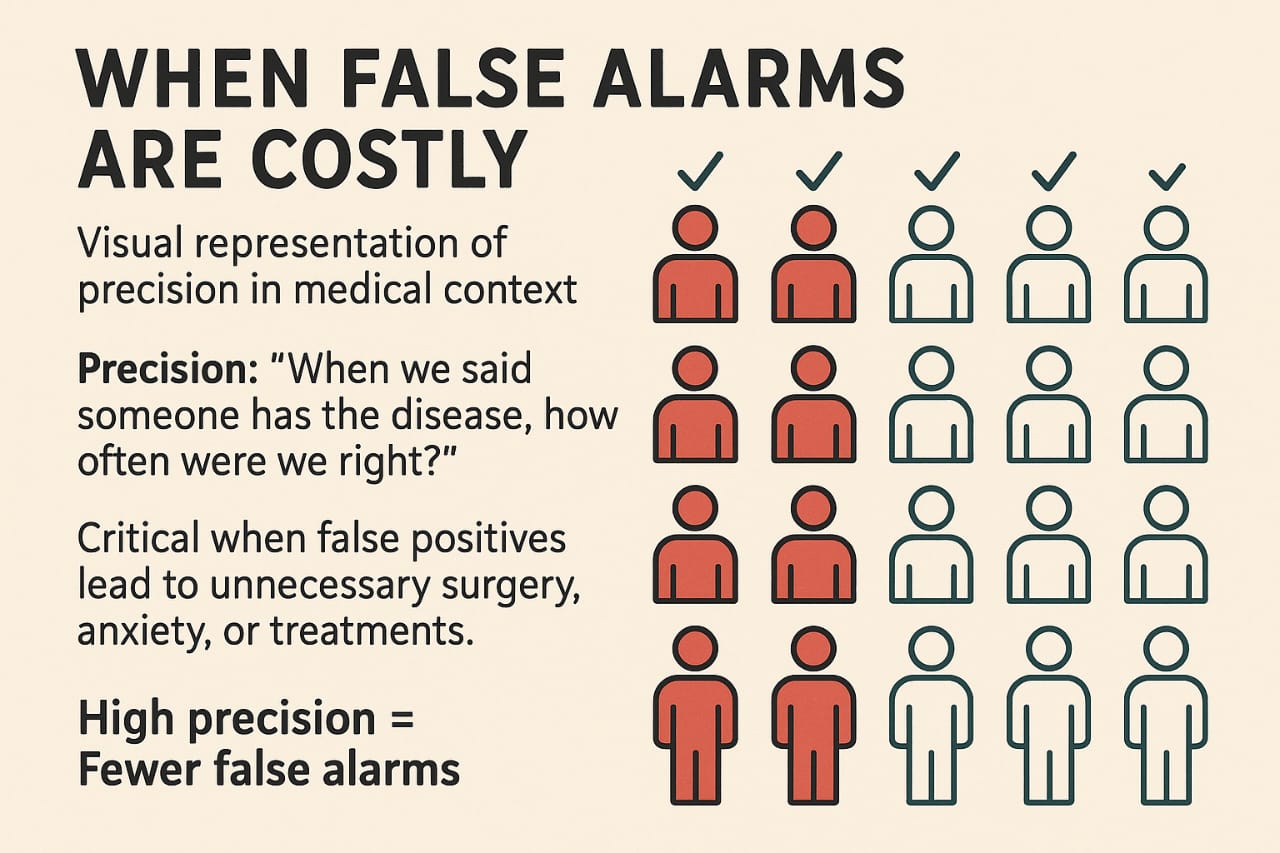 WHEN FALSE ALARMS
ARE COSTLY
Visual representation of
precision in medical context
Precision: "When we said
someone has the disease, how
often were we right?"
Critical when false positives
lead to unnecessary surgery,
anxiety, or treatments.
High precision =
Fewer false alarms